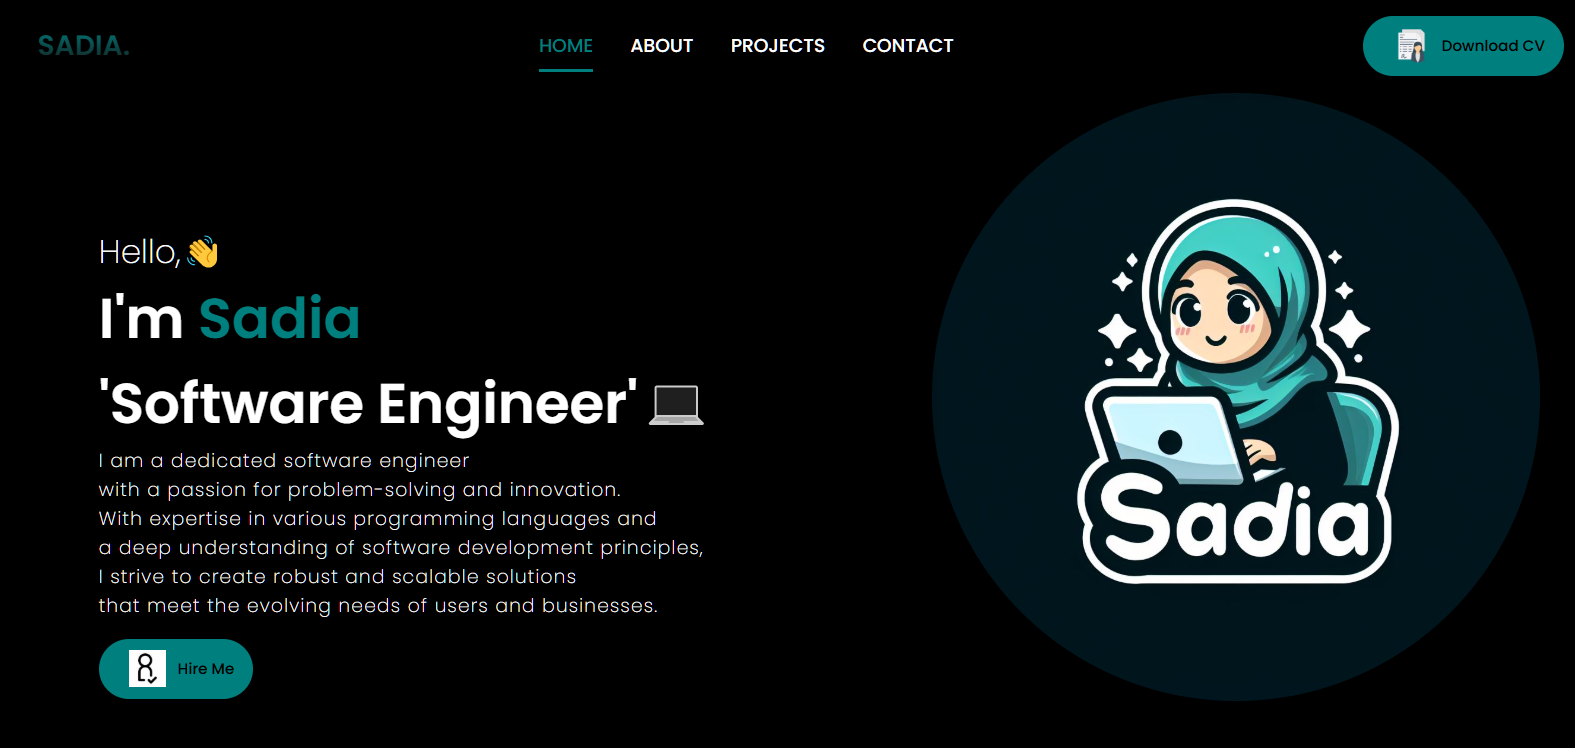 SADIA.
HOME
ABOUT
PROJECTS
CONTACT
Download CV
Hello,👋
I'm Sadia
'Software Engineer' 💻
I am a dedicated software engineer
with a passion for problem-solving and innovation.
With expertise in various programming languages and
a deep understanding of software development principles,
I strive to create robust and scalable solutions
that meet the evolving needs of users and businesses.
Hire Me
Sadia